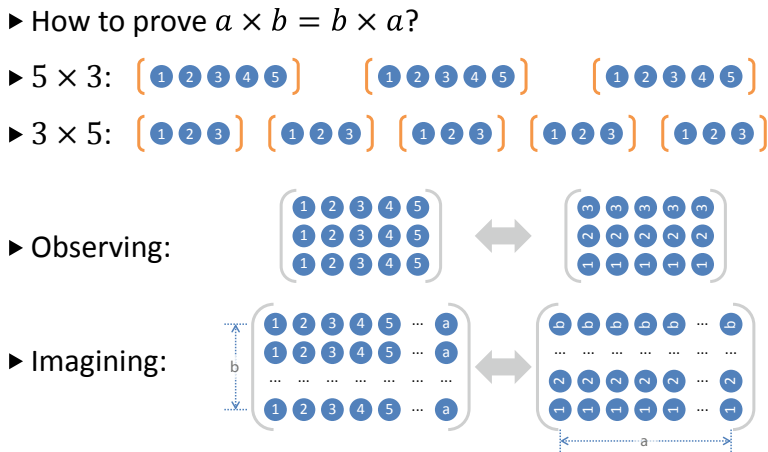 ▶ How to prove a × b = b × a?
▶ 5 × 3: [1 2 3 4 5] [1 2 3 4 5] [1 2 3 4 5]
▶ 3 × 5: [1 2 3] [1 2 3] [1 2 3] [1 2 3] [1 2 3]
▶ Observing:
1 2 3 4 5
1 2 3 4 5
1 2 3 4 5
3 3 3 3 3
2 2 2 2 2
1 1 1 1 1
▶ Imagining:
b
1 2 3 4 5 ... a
1 2 3 4 5 ... a
... ... ... ... ... ... ...
1 2 3 4 5 ... a
b b b b b ... b
... ... ... ... ... ... ...
2 2 2 2 2 ... 2
1 1 1 1 1 ... 1
a